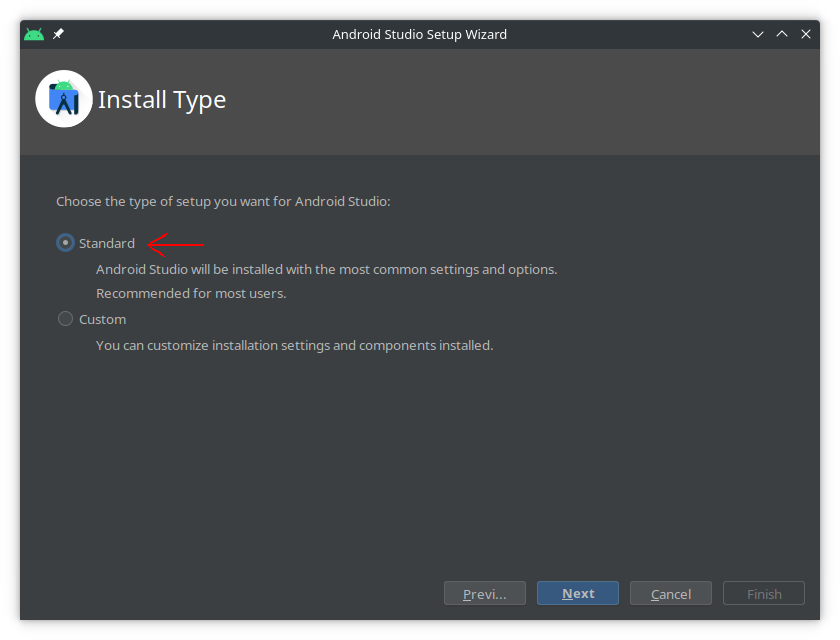 Android Studio Setup Wizard
Install Type
Choose the type of setup you want for Android Studio:
Standard
Android Studio will be installed with the most common settings and options.
Recommended for most users.
Custom
You can customize installation settings and components installed.
Previ... Next Cancel Finish